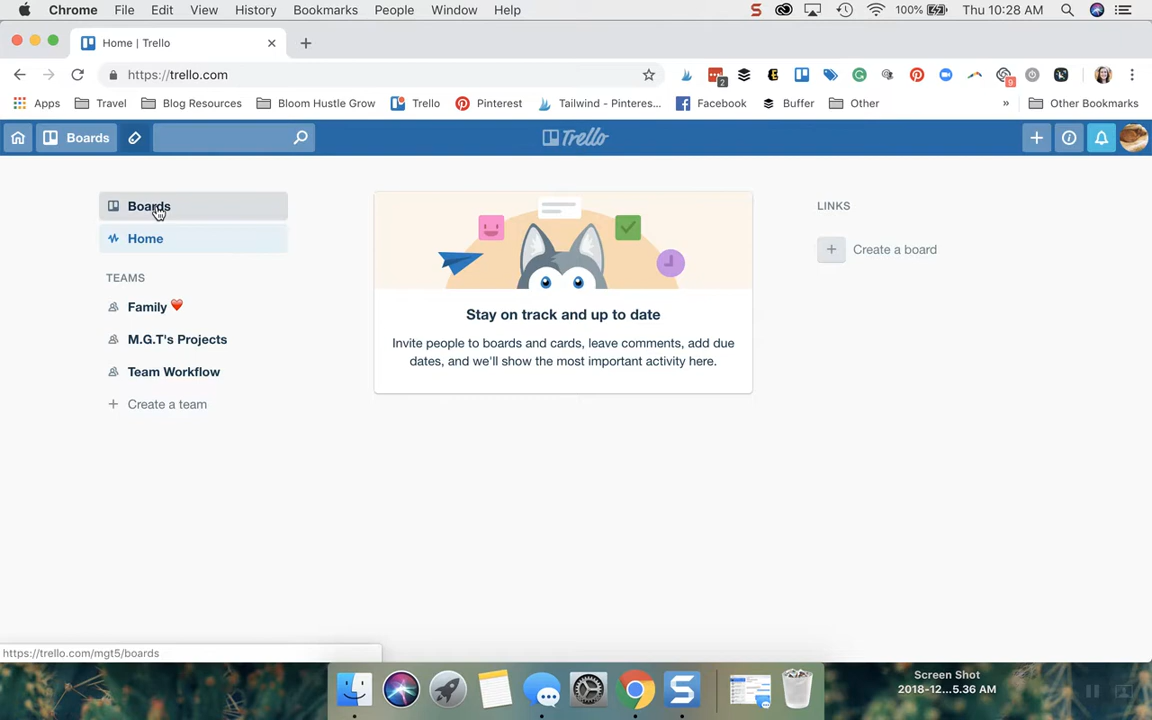 Chrome File Edit View History Bookmarks People Window Help 100% Thu 10:28 AM
Home | Trello
https://trello.com
2
9
Apps Travel Blog Resources Bloom Hustle Grow Trello Pinterest Tailwind - Pinteres... Facebook Buffer Other » Other Bookmarks
Boards Trello
Boards
Home
TEAMS
Family ❤️
M.G.T's Projects
Team Workflow
+ Create a team
Stay on track and up to date
Invite people to boards and cards, leave comments, add due
dates, and we'll show the most important activity here.
LINKS
+ Create a board
https://trello.com/mgt5/boards
Screen Shot
2018-12...5.36 AM